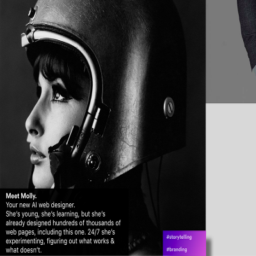 Meet Molly.
Your new AI web designer.
She's young, she's learning, but she's
already designed hundreds of thousands of
web pages, including this one. 24/7 she's
experimenting, figuring out what works &
what doesn't.
#storytelling
#branding